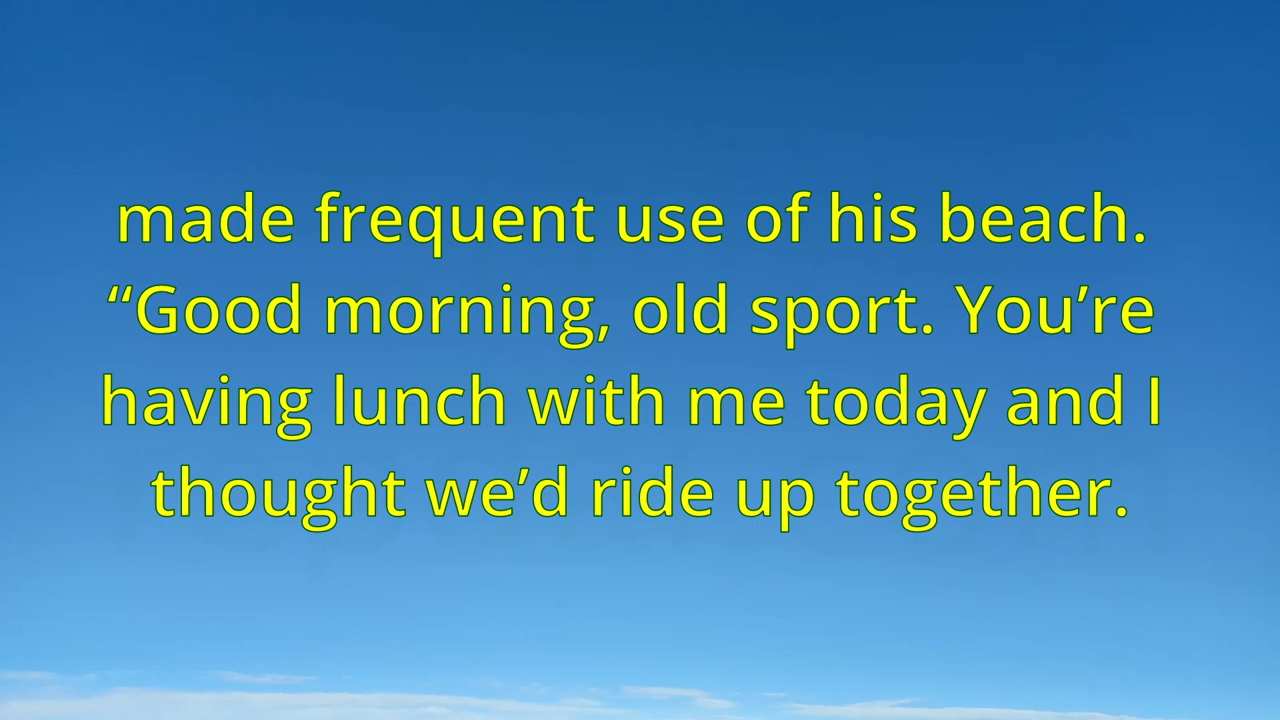 made frequent use of his beach.
“Good morning, old sport. You’re
having lunch with me today and I
thought we’d ride up together.